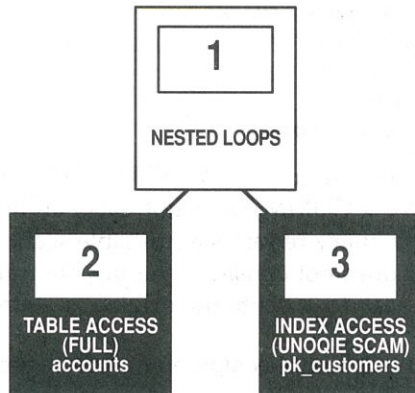 1
NESTED LOOPS
2
TABLE ACCESS
(FULL)
accounts
3
INDEX ACCESS
(UNOQIE SCAM)
pk_customers